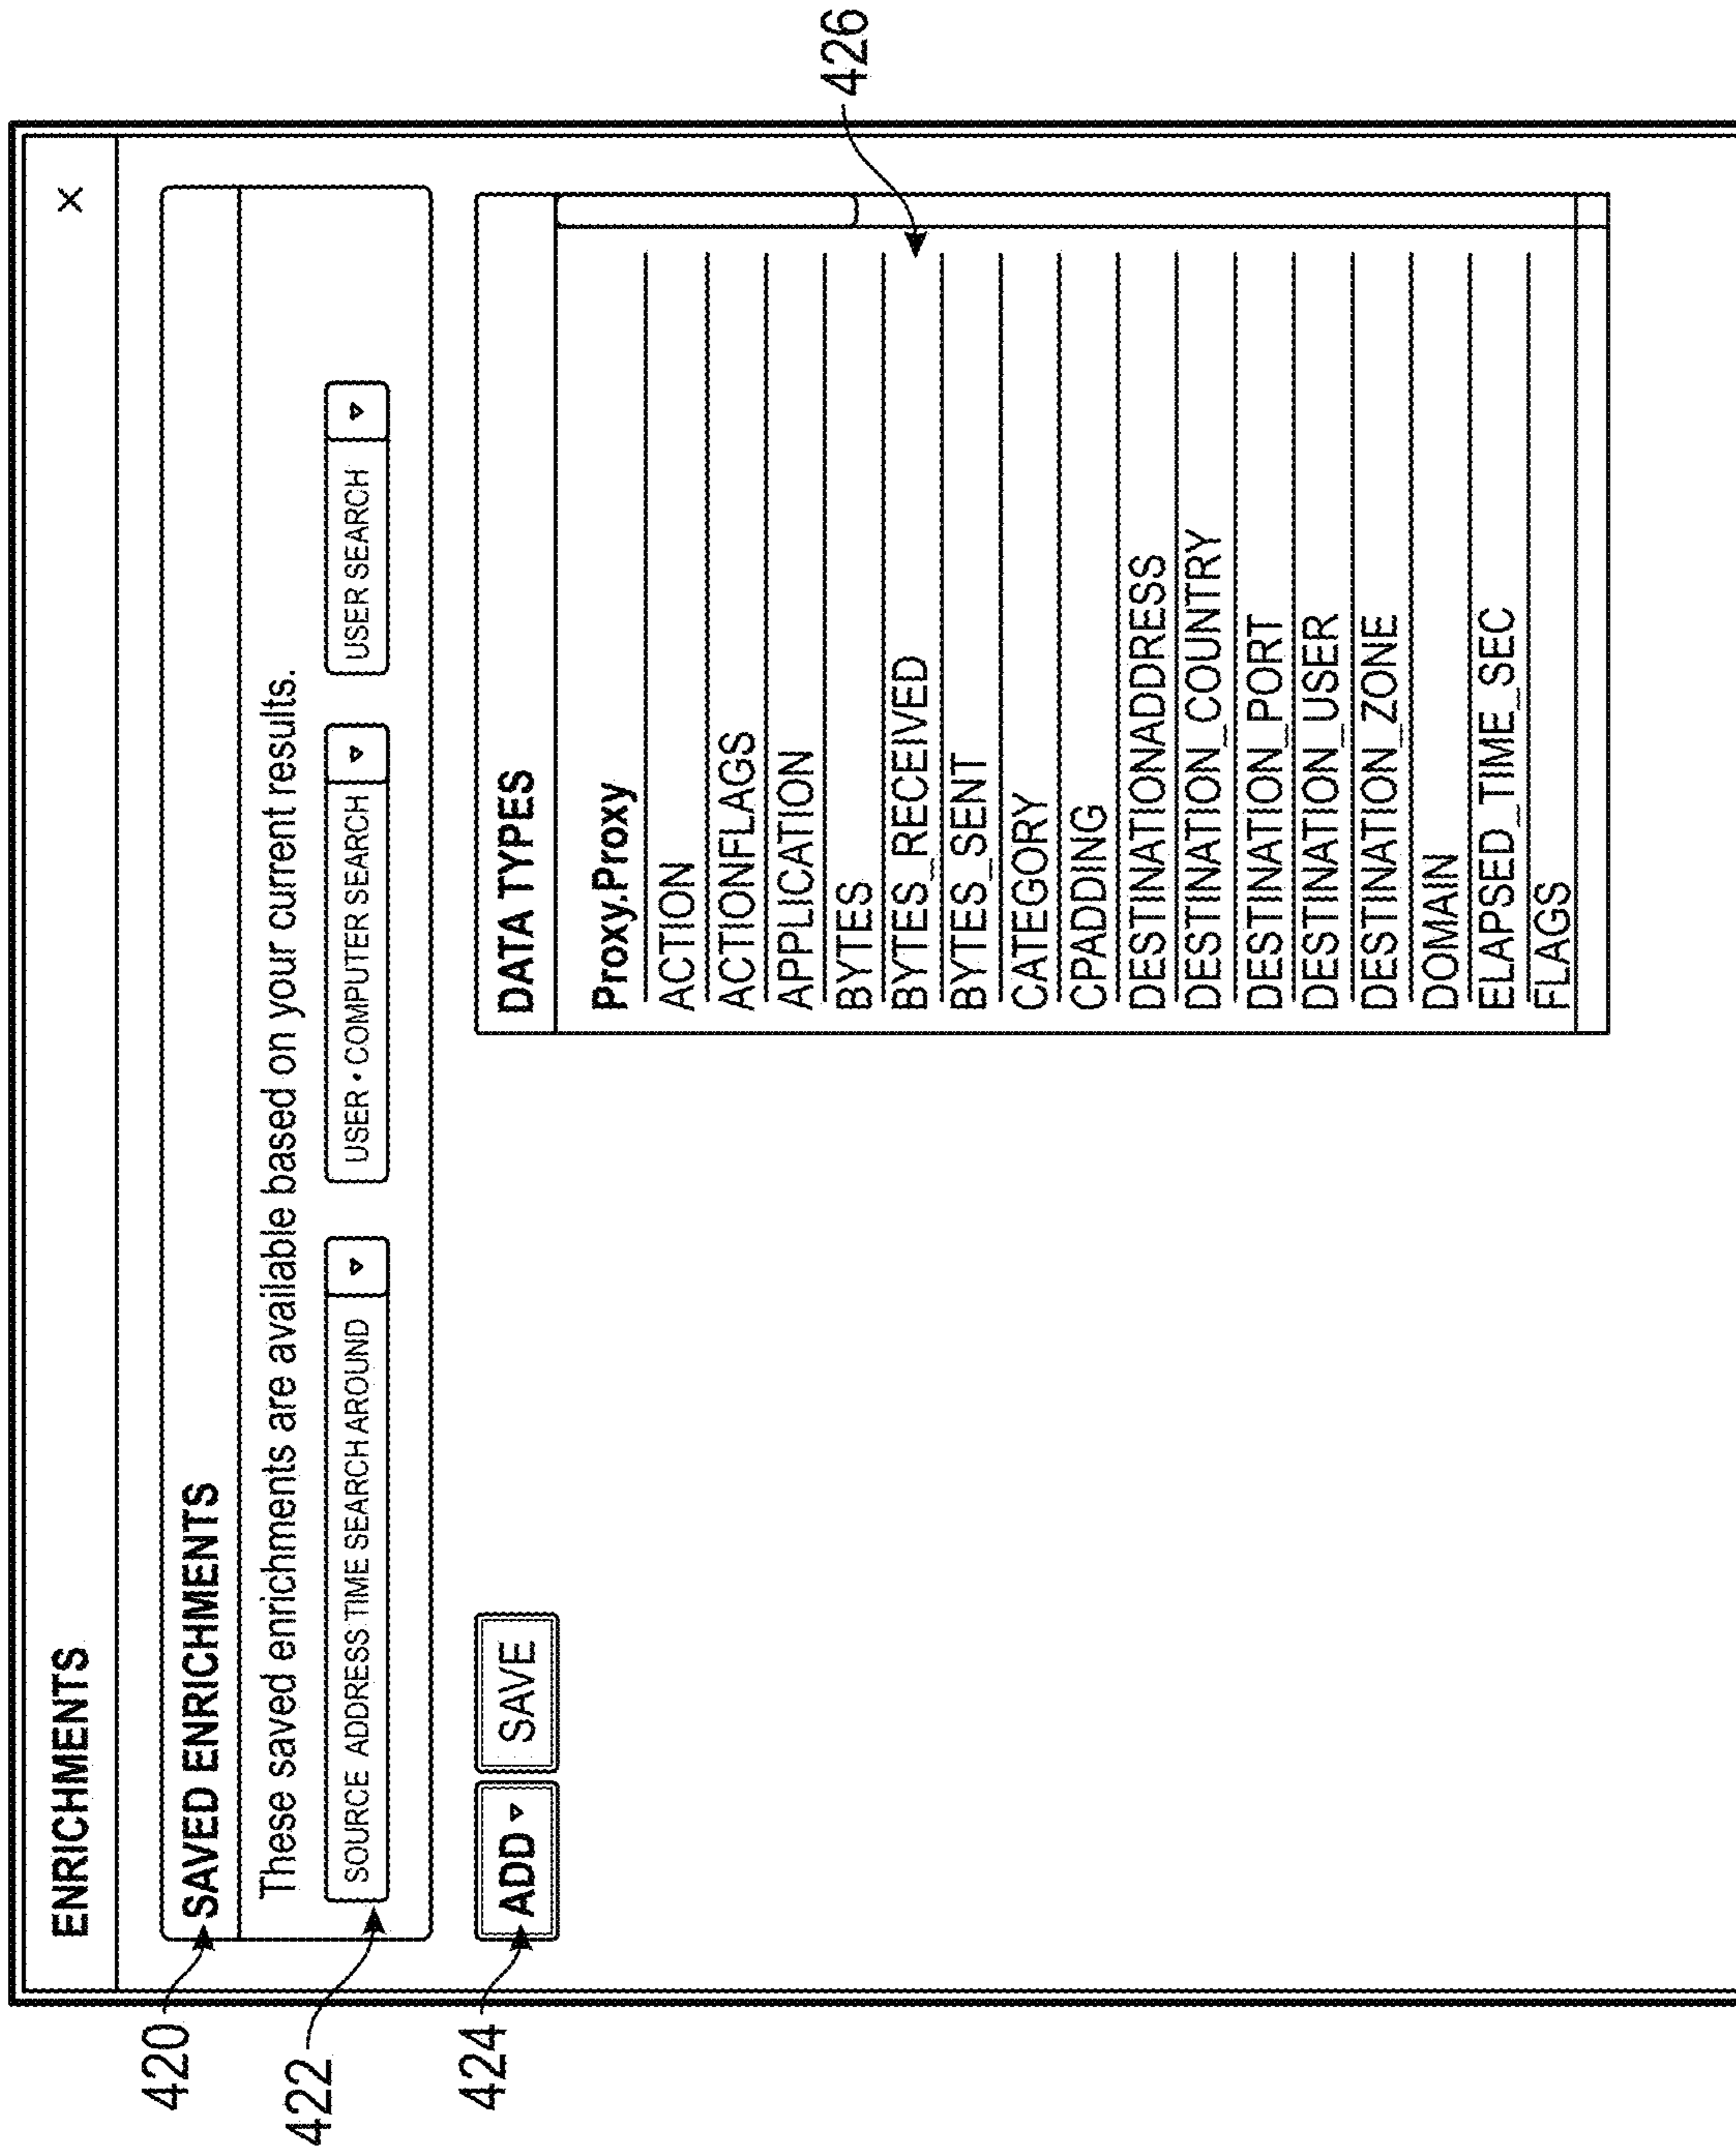 ENRICHMENTS X
420 SAVED ENRICHMENTS
These saved enrichments are available based on your current results.
422 SOURCE ADDRESS TIME SEARCH AROUND USER • COMPUTER SEARCH USER SEARCH
424 ADD SAVE
DATA TYPES
Proxy.Proxy
ACTION
ACTIONFLAGS
APPLICATION
BYTES
BYTES_RECEIVED
426
BYTES_SENT
CATEGORY
CPADDING
DESTINATIONADDRESS
DESTINATION_COUNTRY
DESTINATION_PORT
DESTINATION_USER
DESTINATION_ZONE
DOMAIN
ELAPSED_TIME_SEC
FLAGS